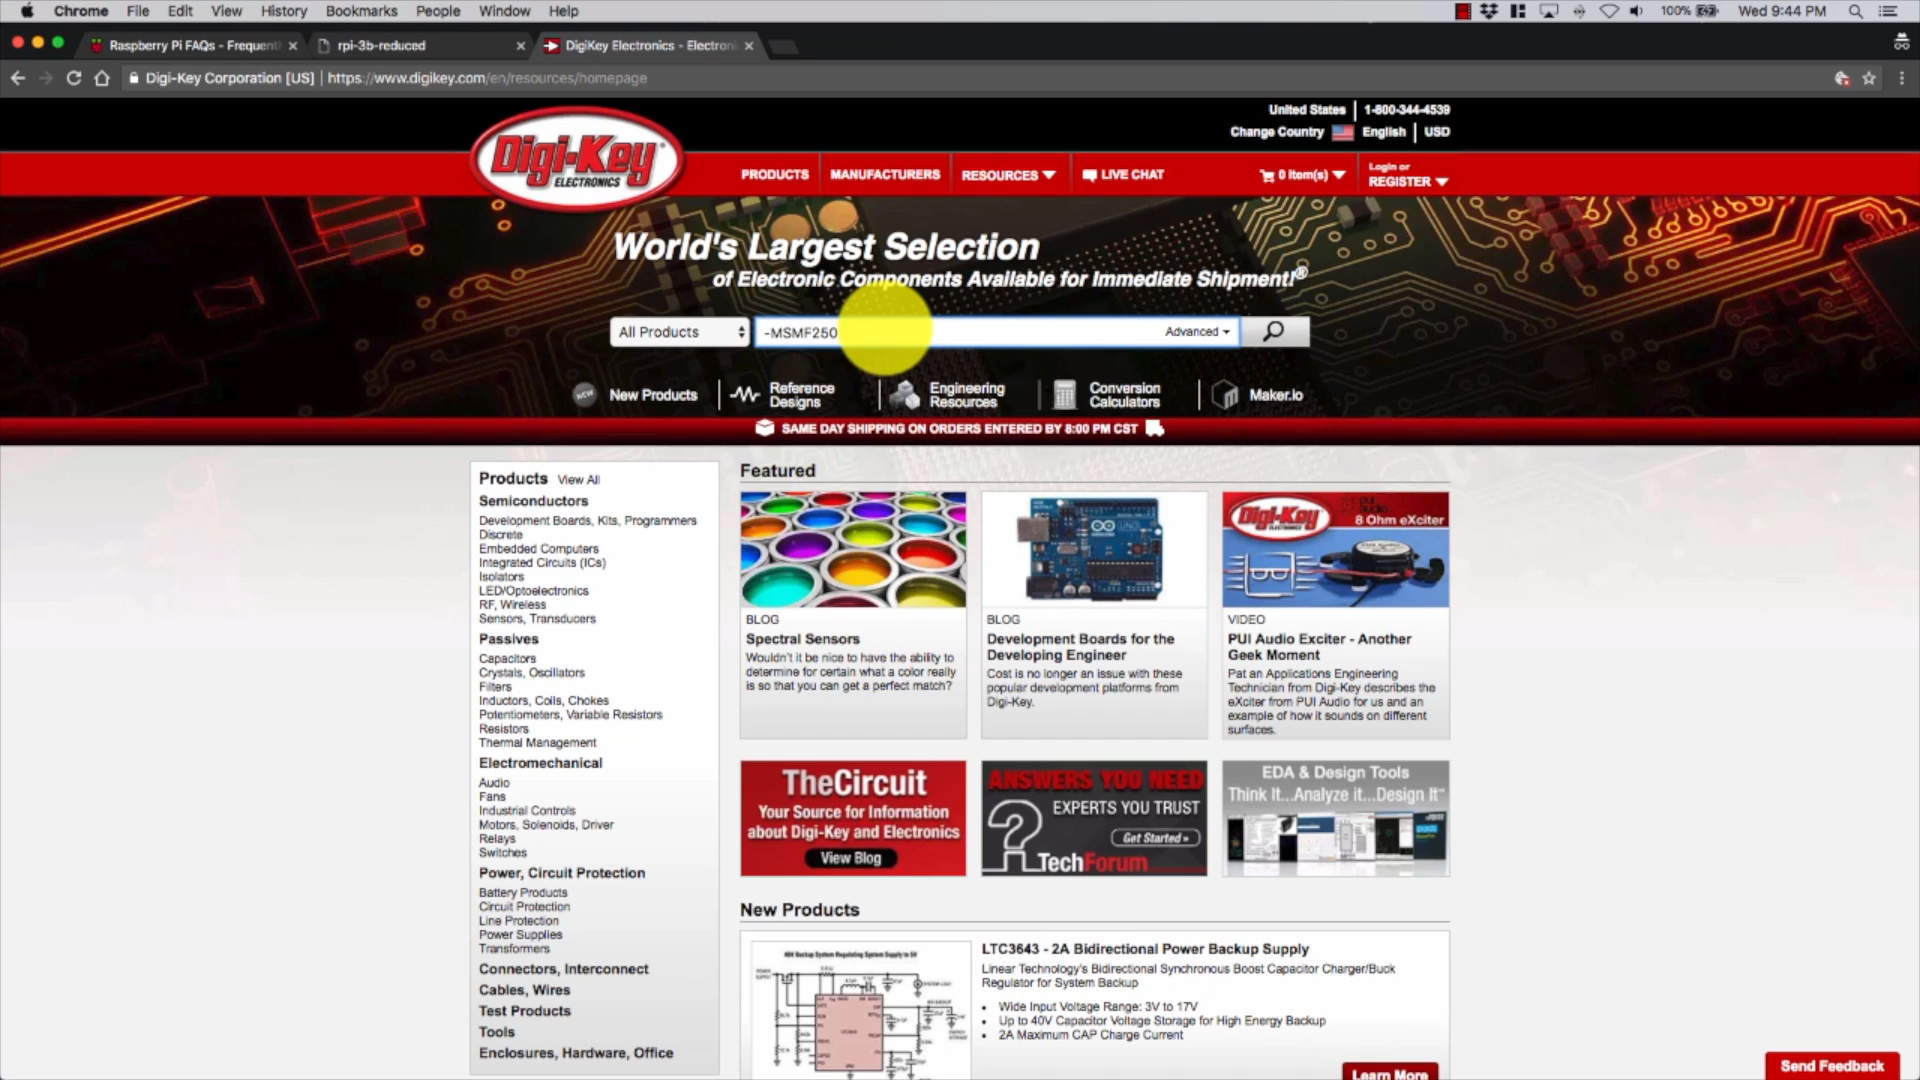 Chrome File Edit View History Bookmarks People Window Help 100% Wed 9:44 PM
Raspberry Pi FAQs - Frequent × rpi-3b-reduced × DigiKey Electronics - Electroni ×
Digi-Key Corporation [US] | https://www.digikey.com/en/resources/homepage
United States 1-800-344-4539
Change Country English USD
Digi-Key
ELECTRONICS
PRODUCTS MANUFACTURERS RESOURCES LIVE CHAT 0 Item(s) Login or
REGISTER
World's Largest Selection
of Electronic Components Available for Immediate Shipment!®
All Products -MSMF250 Advanced
NEW New Products Reference
Designs
Engineering
Resources
Conversion
Calculators
Maker.io
SAME DAY SHIPPING ON ORDERS ENTERED BY 8:00 PM CST
Products View All
Semiconductors
Development Boards, Kits, Programmers
Discrete
Embedded Computers
Integrated Circuits (ICs)
Isolators
LED/Optoelectronics
RF, Wireless
Sensors, Transducers
Passives
Capacitors
Crystals, Oscillators
Filters
Inductors, Coils, Chokes
Potentiometers, Variable Resistors
Resistors
Thermal Management
Electromechanical
Audio
Fans
Industrial Controls
Motors, Solenoids, Driver
Relays
Switches
Power, Circuit Protection
Battery Products
Circuit Protection
Line Protection
Power Supplies
Transformers
Connectors, Interconnect
Cables, Wires
Test Products
Tools
Enclosures, Hardware, Office
Featured
BLOG
Spectral Sensors
Wouldn't it be nice to have the ability to
determine for certain what a color really
is so that you can get a perfect match?
UNO
BLOG
Development Boards for the
Developing Engineer
Cost is no longer an issue with these
popular development platforms from
Digi-Key.
Digi-Key
ELECTRONICS
8 Ohm eXciter
VIDEO
PUI Audio Exciter - Another
Geek Moment
Pat an Applications Engineering
Technician from Digi-Key describes the
eXciter from PUI Audio for us and an
example of how it sounds on different
surfaces.
TheCircuit
Your Source for Information
about Digi-Key and Electronics
View Blog
ANSWERS YOU NEED
EXPERTS YOU TRUST
Get Started »
TechForum
EDA & Design Tools
Think It...Analyze it...Design It™
New Products
40V Backup System Regulating System Supply to 5V
LTC3643 - 2A Bidirectional Power Backup Supply
Linear Technology's Bidirectional Synchronous Boost Capacitor Charger/Buck
Regulator for System Backup
• Wide Input Voltage Range: 3V to 17V
• Up to 40V Capacitor Voltage Storage for High Energy Backup
• 2A Maximum CAP Charge Current
Learn More
Send Feedback